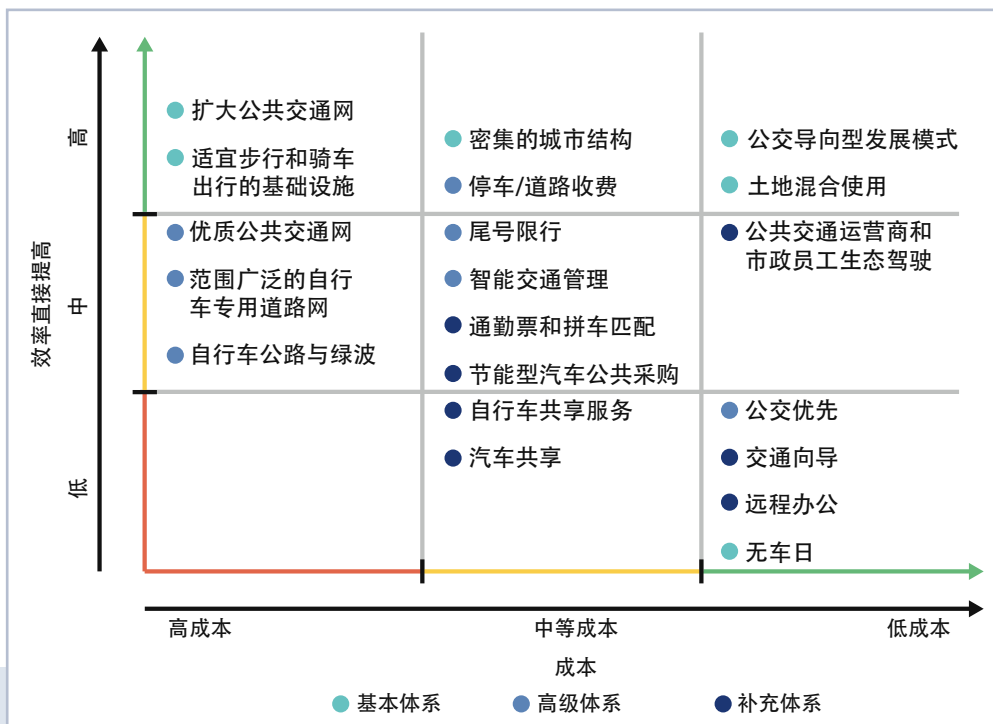 效率直接提高
高
中
低
扩大公共交通网
适宜步行和骑车
出行的基础设施
密集的城市结构
停车/道路收费
公交导向型发展模式
土地混合使用
优质公共交通网
范围广泛的自行
车专用道路网
自行车公路与绿波
尾号限行
智能交通管理
通勤票和拼车匹配
节能型汽车公共采购
公共交通运营商和
市政员工生态驾驶
自行车共享服务
汽车共享
公交优先
交通向导
远程办公
无车日
高成本
中等成本
低成本
成本
基本体系
高级体系
补充体系